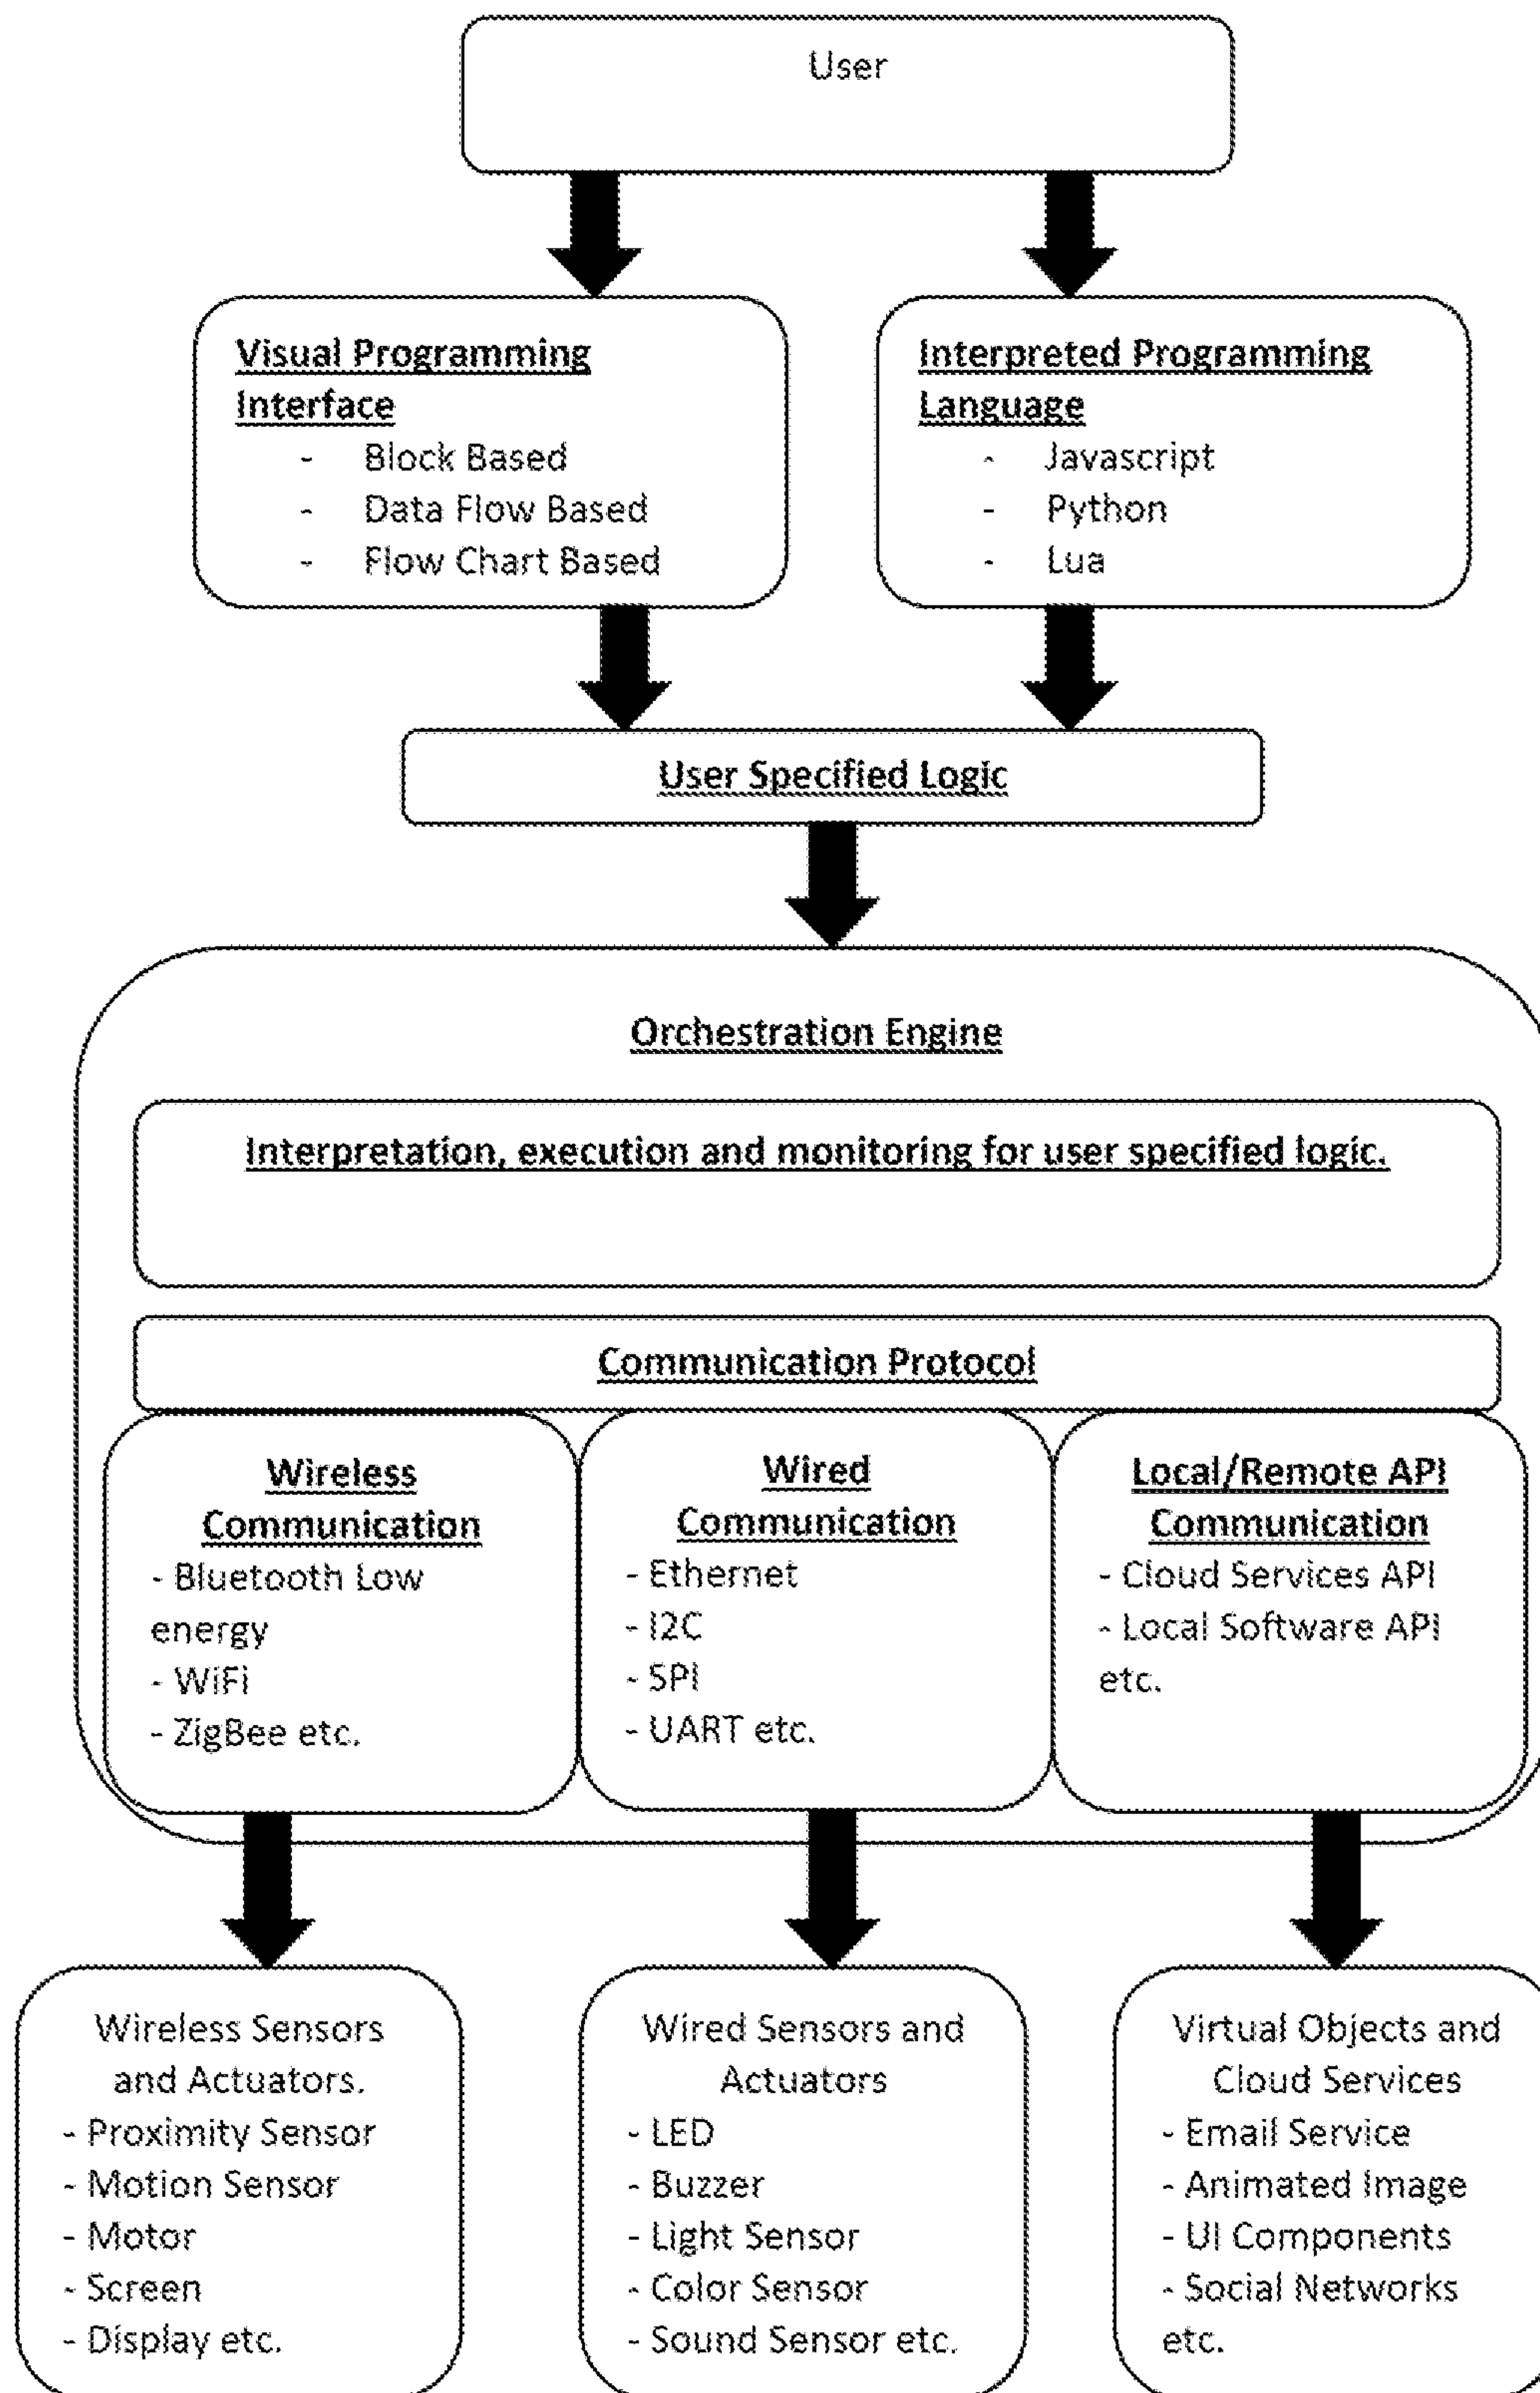 User
Visual Programming
Interface
- Block Based
- Data Flow Based
- Flow Chart Based
Interpreted Programming
Language
- Javascript
- Python
- Lua
User Specified Logic
Orchestration Engine
Interpretation, execution and monitoring for user specified logic.
Communication Protocol
Wireless
Communication
- Bluetooth Low
energy
- WiFi
- ZigBee etc.
Wired
Communication
- Ethernet
- I2C
- SPI
- UART etc.
Local/Remote API
Communication
- Cloud Services API
- Local Software API
etc.
Wireless Sensors
and Actuators.
- Proximity Sensor
- Motion Sensor
- Motor
- Screen
- Display etc.
Wired Sensors and
Actuators
- LED
- Buzzer
- Light Sensor
- Color Sensor
- Sound Sensor etc.
Virtual Objects and
Cloud Services
- Email Service
- Animated Image
- UI Components
- Social Networks
etc.